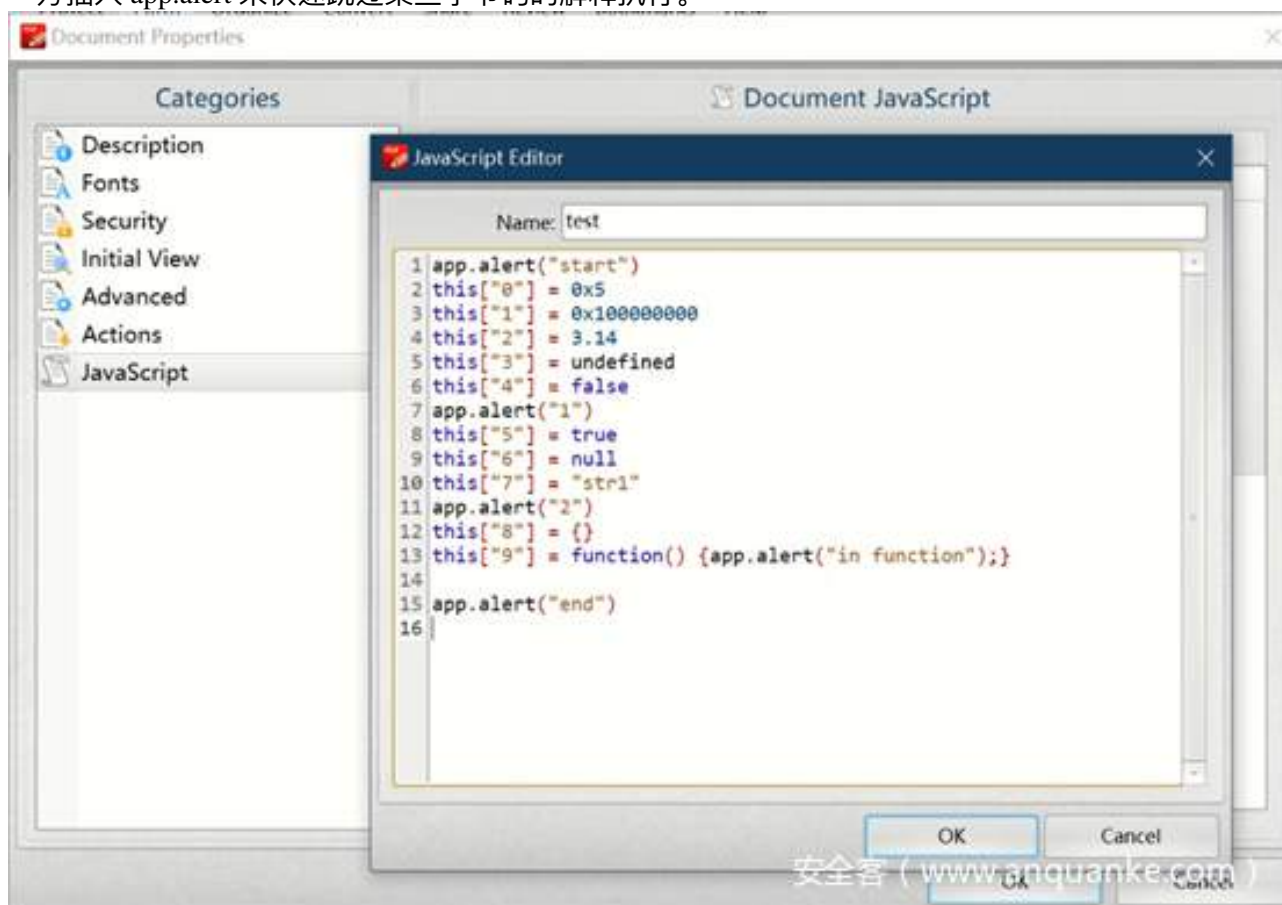 Document Properties
Categories
Document JavaScript
Description
Fonts
Security
Initial View
Advanced
Actions
JavaScript
JavaScript Editor
Name: test
1 app.alert("start")
2 this["0"] = 0x5
3 this["1"] = 0x100000000
4 this["2"] = 3.14
5 this["3"] = undefined
6 this["4"] = false
7 app.alert("1")
8 this["5"] = true
9 this["6"] = null
10 this["7"] = "str1"
11 app.alert("2")
12 this["8"] = {}
13 this["9"] = function() {app.alert("in function");}
14
15 app.alert("end")
16
OK Cancel
安全客（www.anquanke.com）
OK Cancel